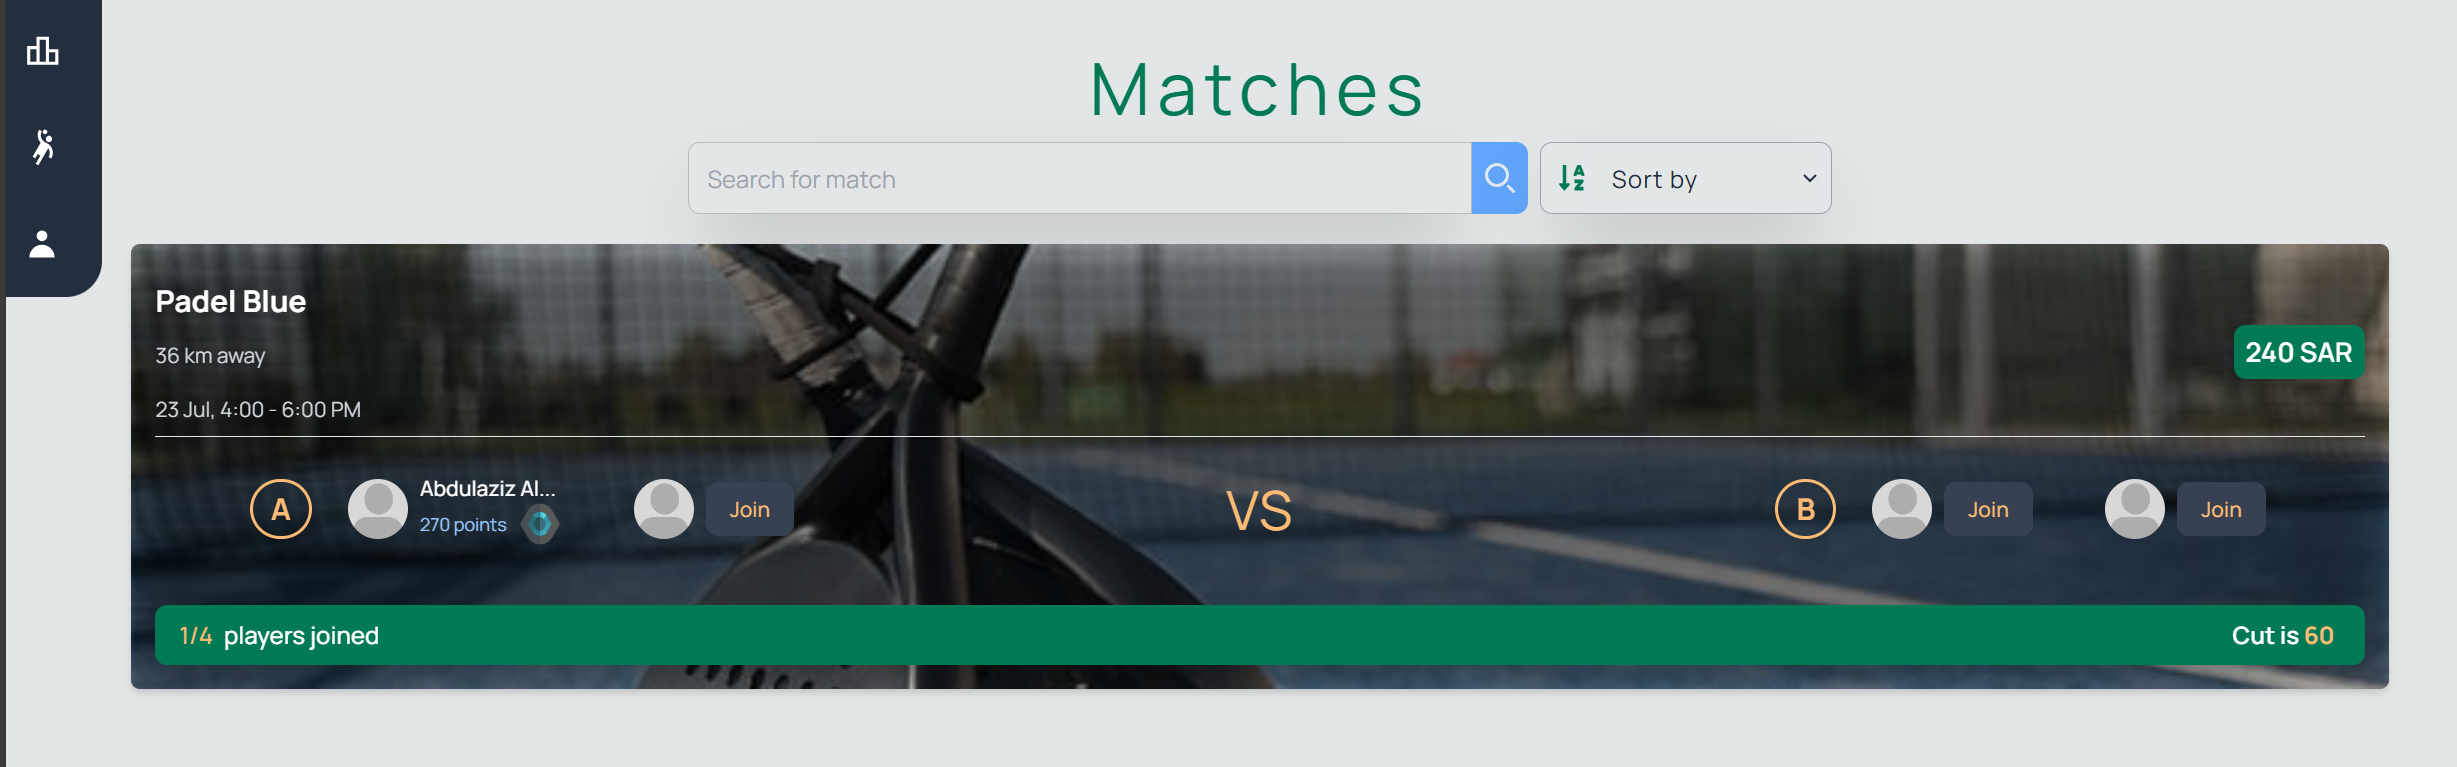 Matches
Search for match
Sort by
Padel Blue
36 km away
23 Jul, 4:00 - 6:00 PM
240 SAR
A
Abdulaziz Al...
270 points
Join
VS
B
Join
Join
1/4 players joined
Cut is 60